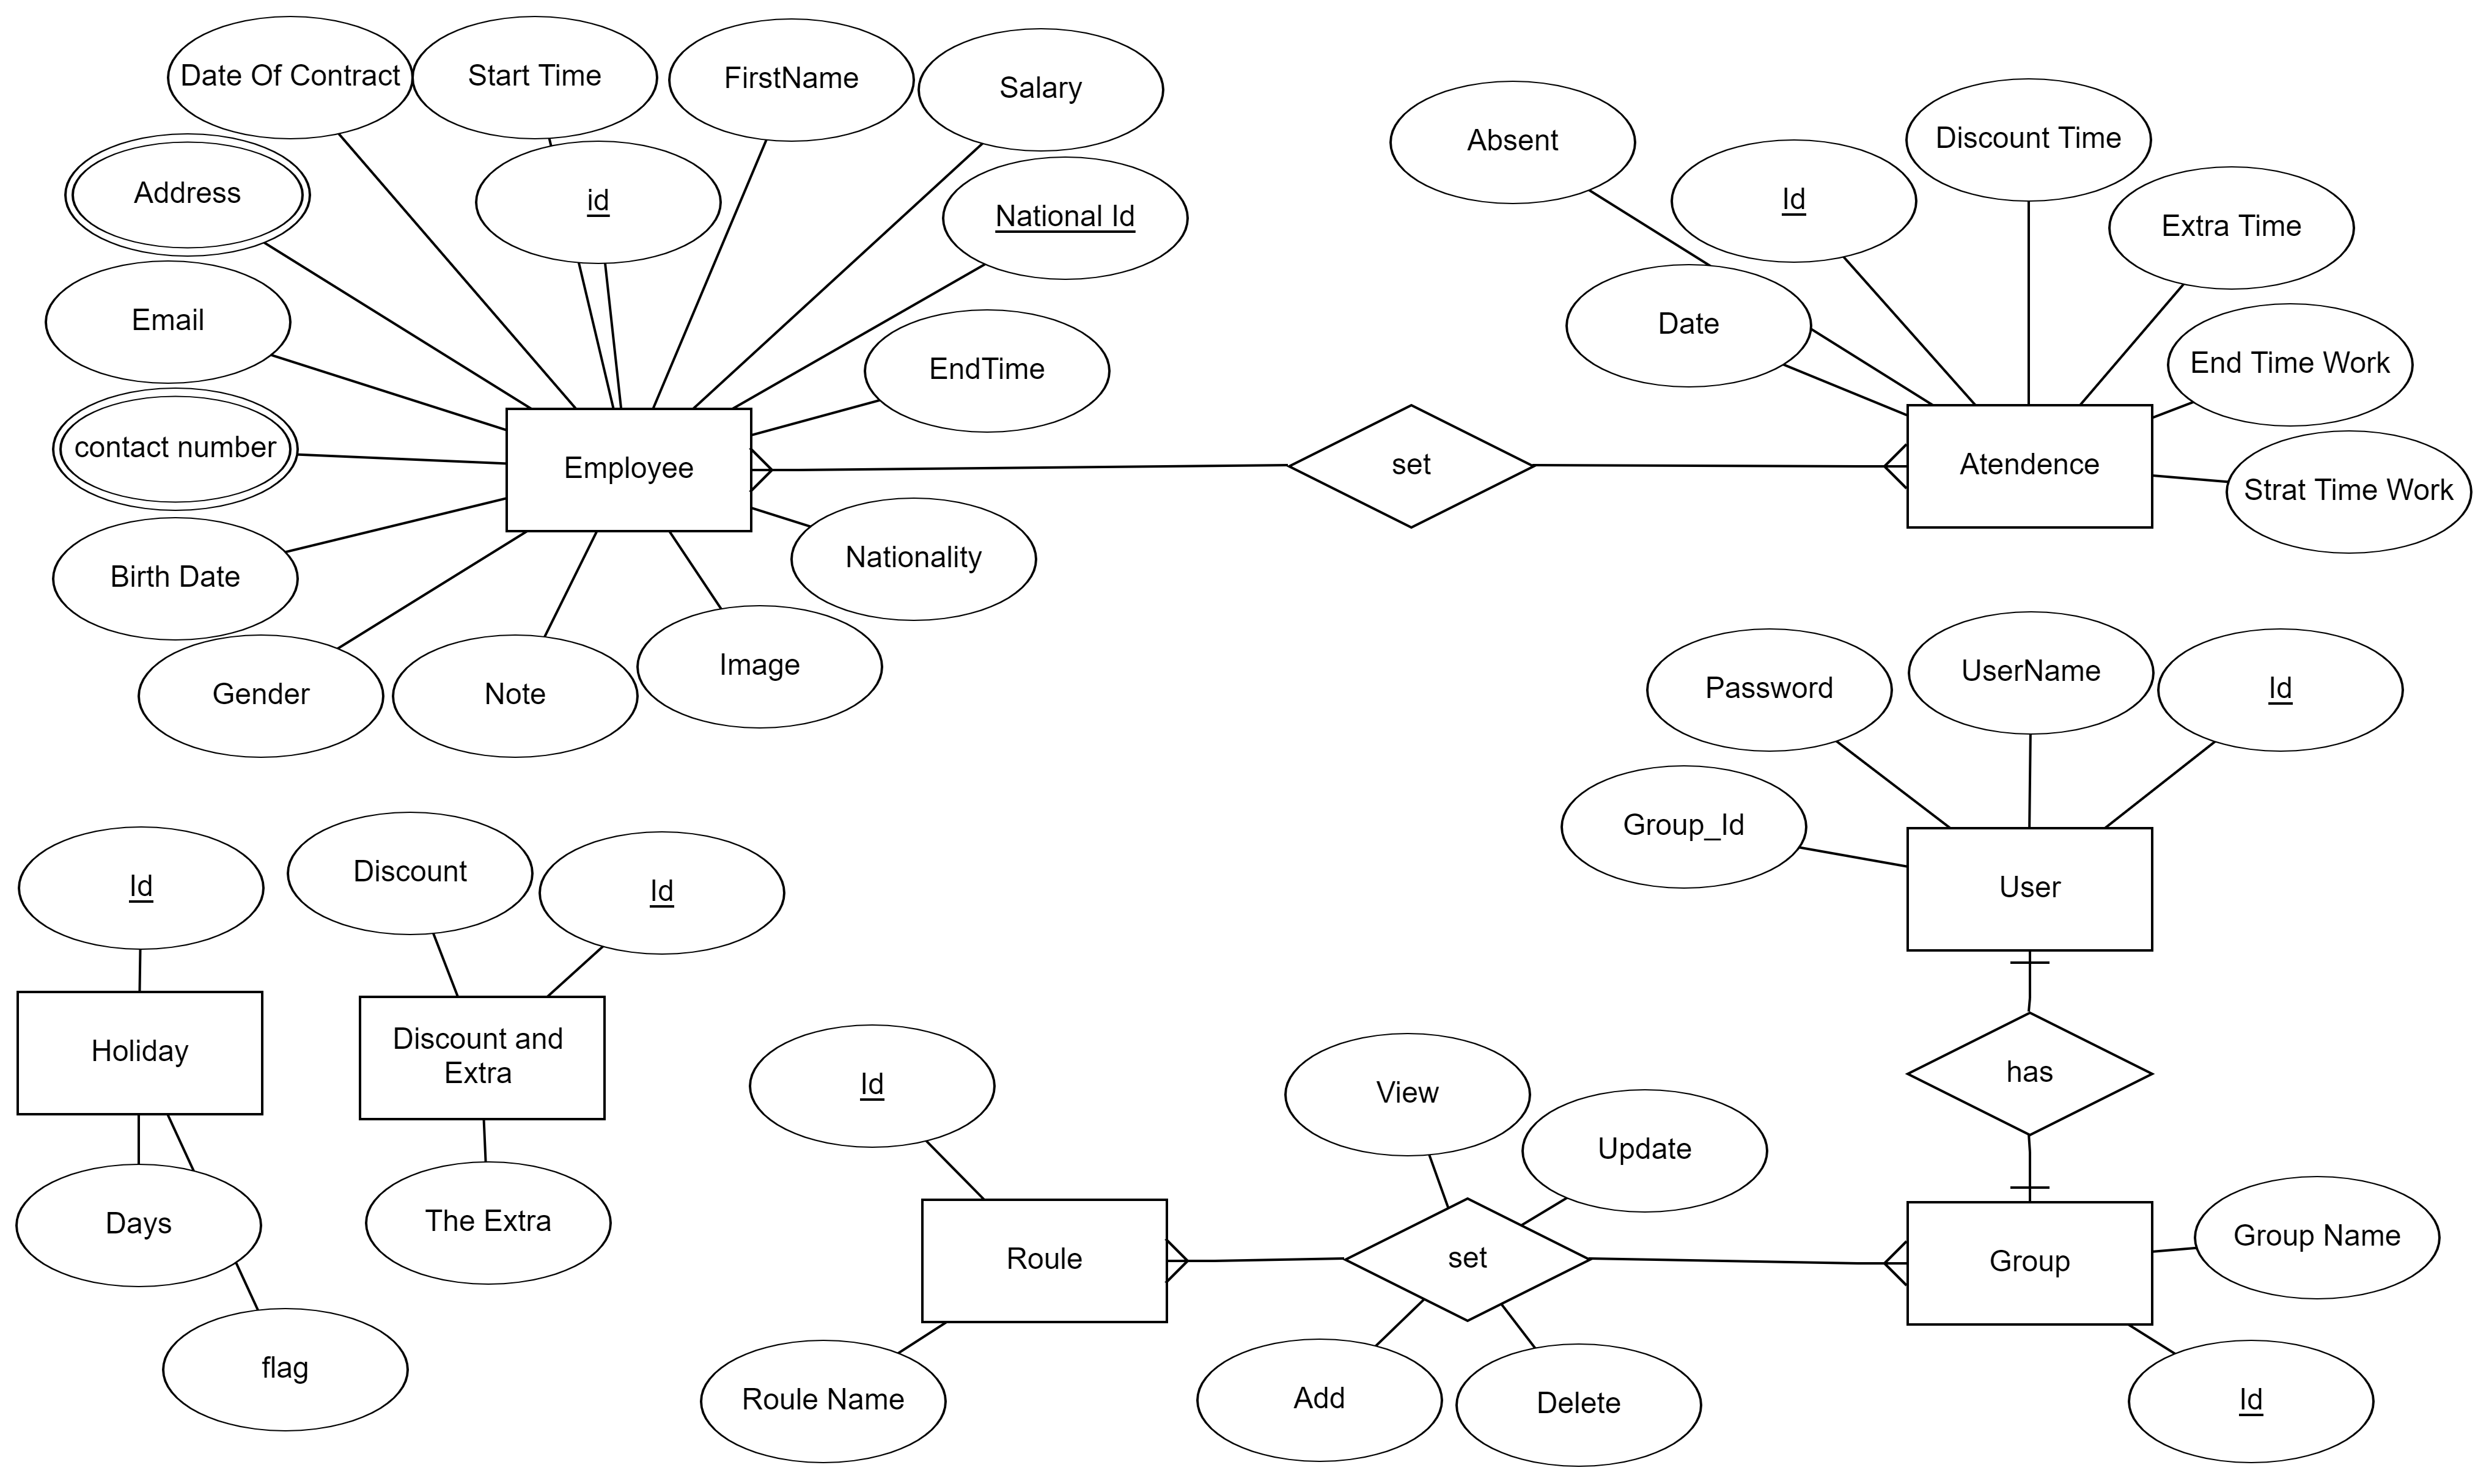 Date Of Contract
Start Time
FirstName
Salary
Absent
Id
Discount Time
Address
id
National Id
Extra Time
Email
EndTime
Date
End Time Work
contact number
Employee
set
Atendence
Strat Time Work
Birth Date
Nationality
Gender
Note
Image
Password
UserName
Id
Group_Id
Id
Discount
Id
User
Holiday
Discount and
Extra
Id
View
Update
has
Days
The Extra
Roule
set
Group
Group Name
flag
Roule Name
Add
Delete
Id